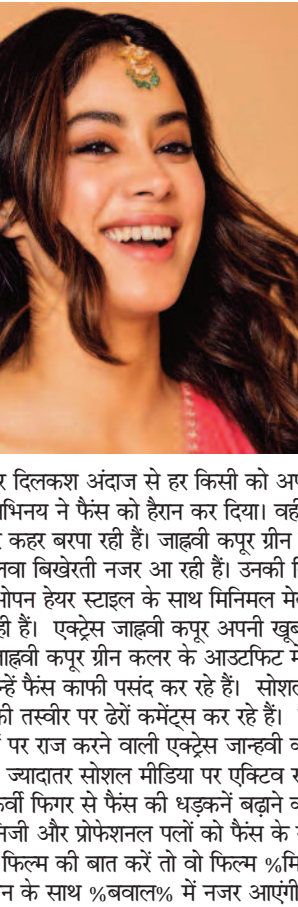 र दिलकश अंदाज से हर किसी को अप
भिनय ने फैंस को हैरान कर दिया। वही
कहर बरपा रही हैं। जाह्नवी कपूर ग्रीन
लवा बिखेरती नजर आ रही हैं। उनकी
ओपन हेयर स्टाइल के साथ मिनिमल मे
ही हैं। एक्ट्रेस जाह्नवी कपूर अपनी खूब
जाह्नवी कपूर ग्रीन कलर के आउटफिट में
न्हें फैंस काफी पसंद कर रहे हैं। सोशल
की तस्वीर पर ढेरों कमेंट्स कर रहे हैं।
ं पर राज करने वाली एक्ट्रेस जान्हवी क
ज्यादातर सोशल मीडिया पर एक्टिव र
कर्वी फिगर से फैंस की धड़कनें बढ़ाने व
निजी और प्रोफेशनल पलों को फैंस के
फिल्म की बात करें तो वो फिल्म %मि
न के साथ %बवाल% में नजर आएंगी